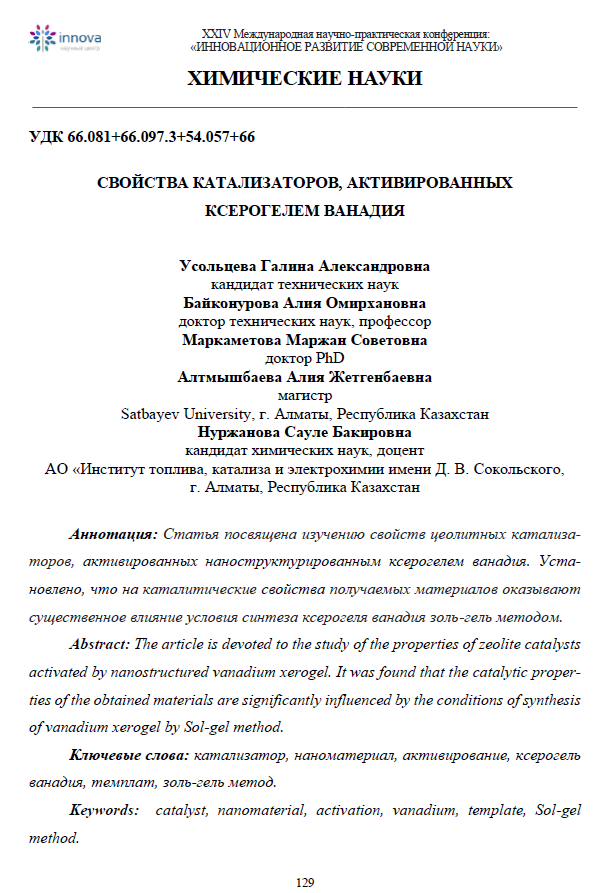 innova
научный центр
XXIV Международная научно-практическая конференция:
«ИННОВАЦИОННОЕ РАЗВИТИЕ СОВРЕМЕННОЙ НАУКИ»
ХИМИЧЕСКИЕ НАУКИ
УДК 66.081+66.097.3+54.057+66
СВОЙСТВА КАТАЛИЗАТОРОВ, АКТИВИРОВАННЫХ
КСЕРОГЕЛЕМ ВАНАДИЯ
Усольцева Галина Александровна
кандидат технических наук
Байконурова Алия Омирхановна
доктор технических наук, профессор
Маркаметова Маржан Советовна
доктор PhD
Алтмышбаева Алия Жетгенбаевна
магистр
Satbayev University, г. Алматы, Республика Казахстан
Нуржанова Сауле Бакировна
кандидат химических наук, доцент
АО «Институт топлива, катализа и электрохимии имени Д. В. Сокольского,
г. Алматы, Республика Казахстан
Аннотация: Статья посвящена изучению свойств цеолитных катализа-
торов, активированных наноструктурированным ксерогелем ванадия. Уста-
новлено, что на каталитические свойства получаемых материалов оказывают
существенное влияние условия синтеза ксерогеля ванадия золь-гель методом.
Abstract: The article is devoted to the study of the properties of zeolite catalysts
activated by nanostructured vanadium xerogel. It was found that the catalytic proper-
ties of the obtained materials are significantly influenced by the conditions of synthesis
of vanadium xerogel by Sol-gel method.
Ключевые слова: катализатор, наноматериал, активирование, ксерогель
ванадия, темплат, золь-гель метод.
Keywords: catalyst, nanomaterial, activation, vanadium, template, Sol-gel
method.
129